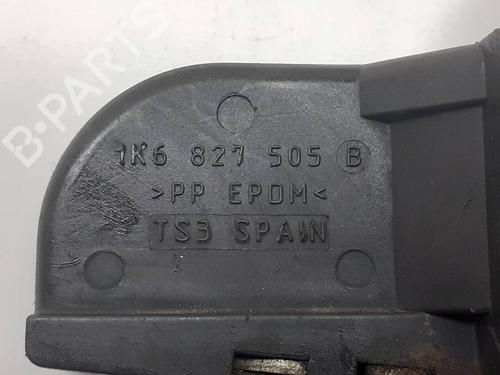 B-PARTS
1K6 827 505 B
>PP EPDM<
TS3 SPAIN